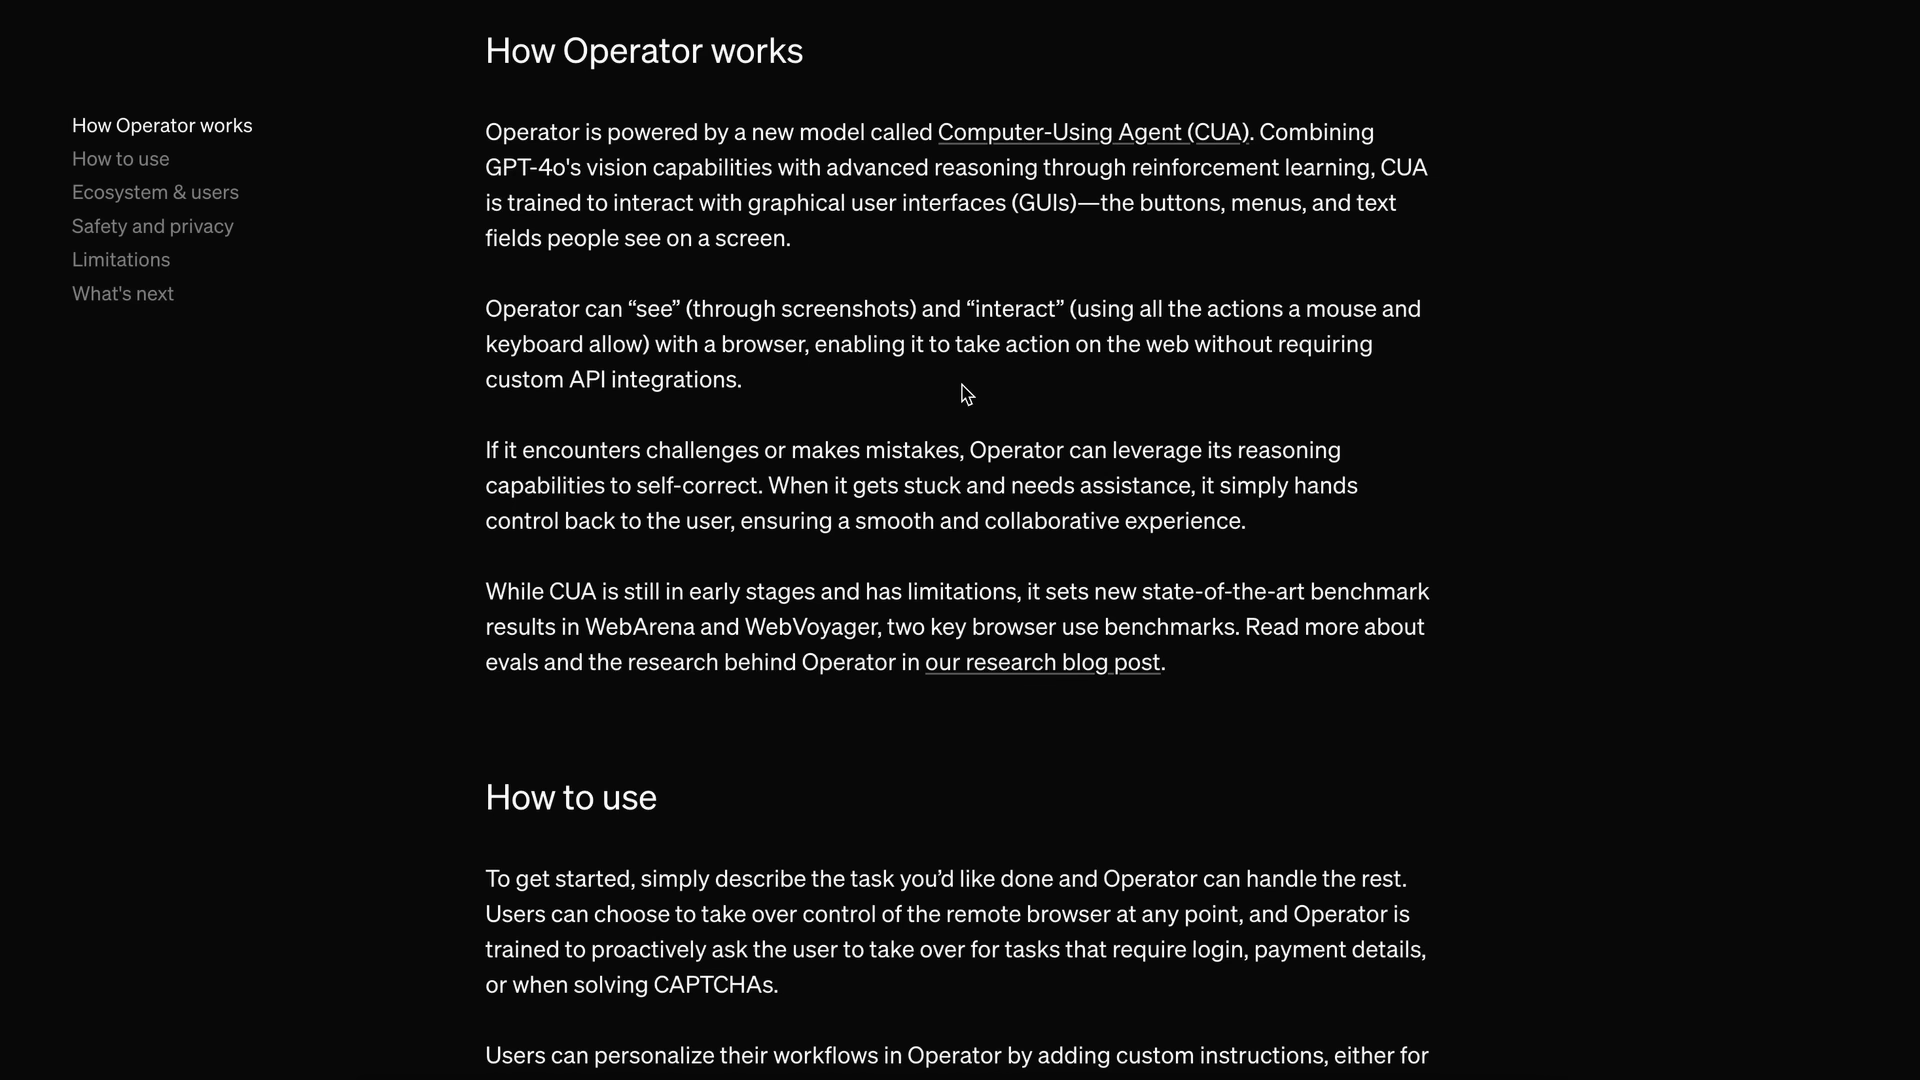 How Operator works
How Operator works
How to use
Ecosystem & users
Safety and privacy
Limitations
What's next
Operator is powered by a new model called Computer-Using Agent (CUA). Combining
GPT-4o's vision capabilities with advanced reasoning through reinforcement learning, CUA
is trained to interact with graphical user interfaces (GUIs)—the buttons, menus, and text
fields people see on a screen.
Operator can “see” (through screenshots) and “interact” (using all the actions a mouse and
keyboard allow) with a browser, enabling it to take action on the web without requiring
custom API integrations.
If it encounters challenges or makes mistakes, Operator can leverage its reasoning
capabilities to self-correct. When it gets stuck and needs assistance, it simply hands
control back to the user, ensuring a smooth and collaborative experience.
While CUA is still in early stages and has limitations, it sets new state-of-the-art benchmark
results in WebArena and WebVoyager, two key browser use benchmarks. Read more about
evals and the research behind Operator in our research blog post.
How to use
To get started, simply describe the task you’d like done and Operator can handle the rest.
Users can choose to take over control of the remote browser at any point, and Operator is
trained to proactively ask the user to take over for tasks that require login, payment details,
or when solving CAPTCHAs.
Users can personalize their workflows in Operator by adding custom instructions, either for